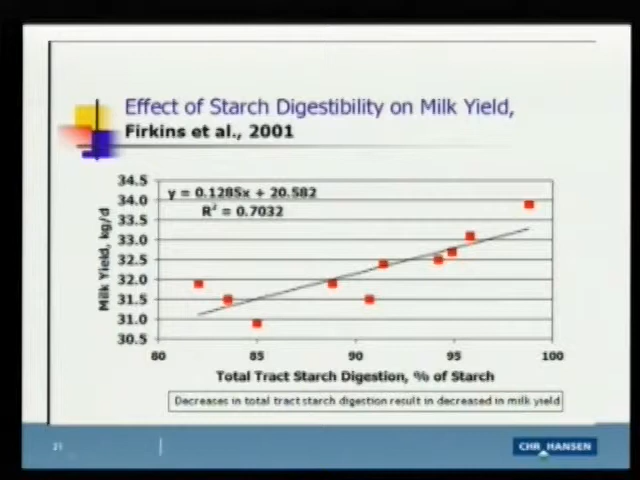 Effect of Starch Digestibility on Milk Yield,
Firkins et al., 2001
y = 0.1285x + 20.582
R² = 0.7032
Milk Yield, kg/d
34.5
34.0
33.5
33.0
32.5
32.0
31.5
31.0
30.5
80 85 90 95 100
Total Tract Starch Digestion, % of Starch
Decreases in total tract starch digestion result in decreased in milk yield
CHR HANSEN